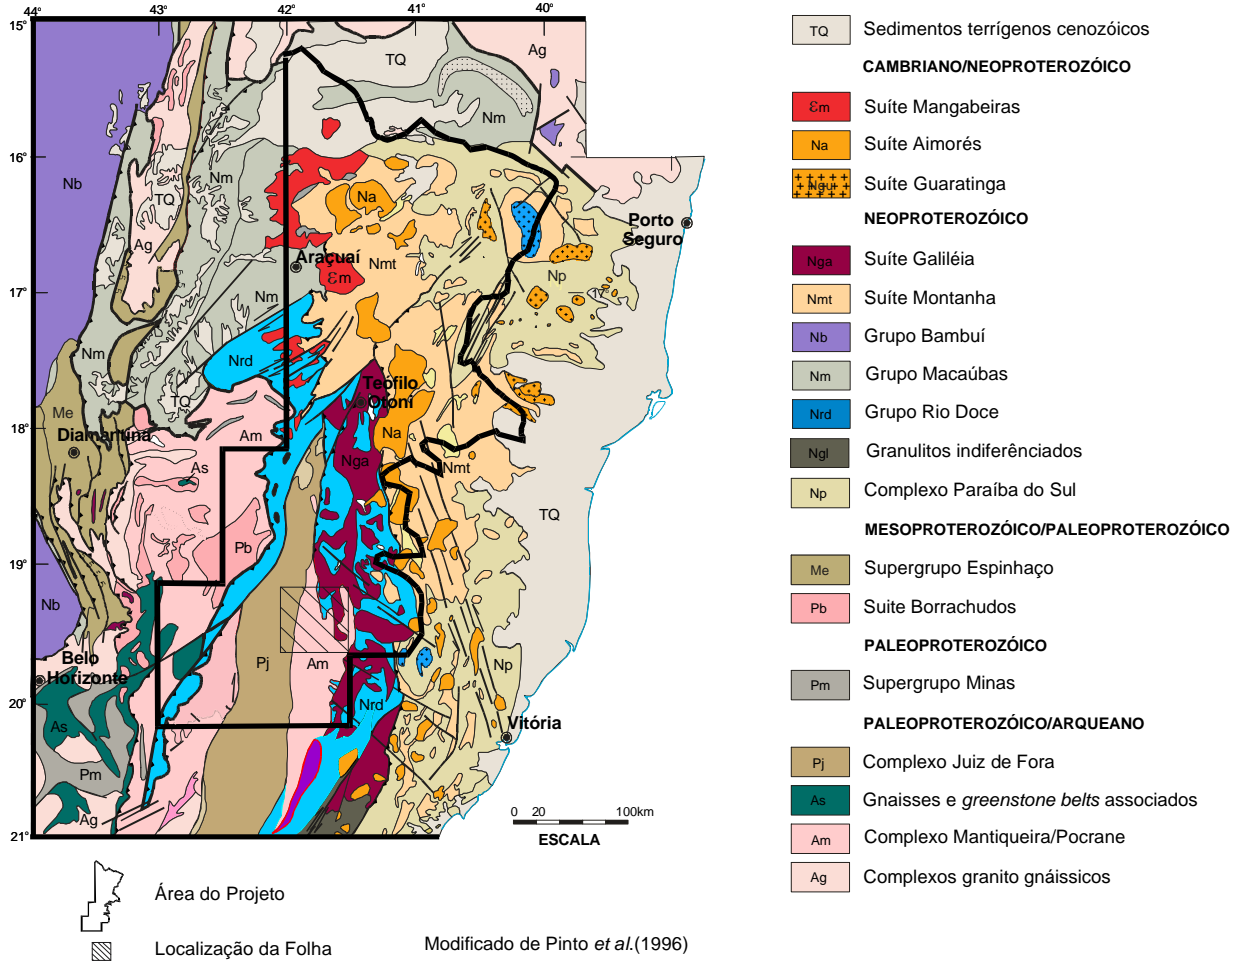 44°
43°
42°
41°
40°
15°
16°
17°
18°
19°
20°
21°
TQ
Ag
Nm
Nb
Nm
TQ
Ag
Na
Porto
Seguro
Araçuaí
Nmt
Ɛm
Np
Nm
Nm
Nrd
Teófilo
Otoni
TQ
Me
Diamantina
Am
Na
As
Nga
Nmt
TQ
Pb
Nb
Belo
Horizonte
Pj
Am
Np
Nrd
As
Vitória
Pm
Ag
0 20 100km
ESCALA
Área do Projeto
Localização da Folha
Modificado de Pinto et al.(1996)
TQ Sedimentos terrígenos cenozóicos
CAMBRIANO/NEOPROTEROZÓICO
Ɛm Suíte Mangabeiras
Na Suíte Aimorés
Suíte Guaratinga
NEOPROTEROZÓICO
Nga Suíte Galiléia
Nmt Suíte Montanha
Nb Grupo Bambuí
Nm Grupo Macaúbas
Nrd Grupo Rio Doce
Ngl Granulitos indiferênciados
Np Complexo Paraíba do Sul
MESOPROTEROZÓICO/PALEOPROTEROZÓICO
Me Supergrupo Espinhaço
Pb Suite Borrachudos
PALEOPROTEROZÓICO
Pm Supergrupo Minas
PALEOPROTEROZÓICO/ARQUEANO
Pj Complexo Juiz de Fora
As Gnaisses e greenstone belts associados
Am Complexo Mantiqueira/Pocrane
Ag Complexos granito gnáissicos